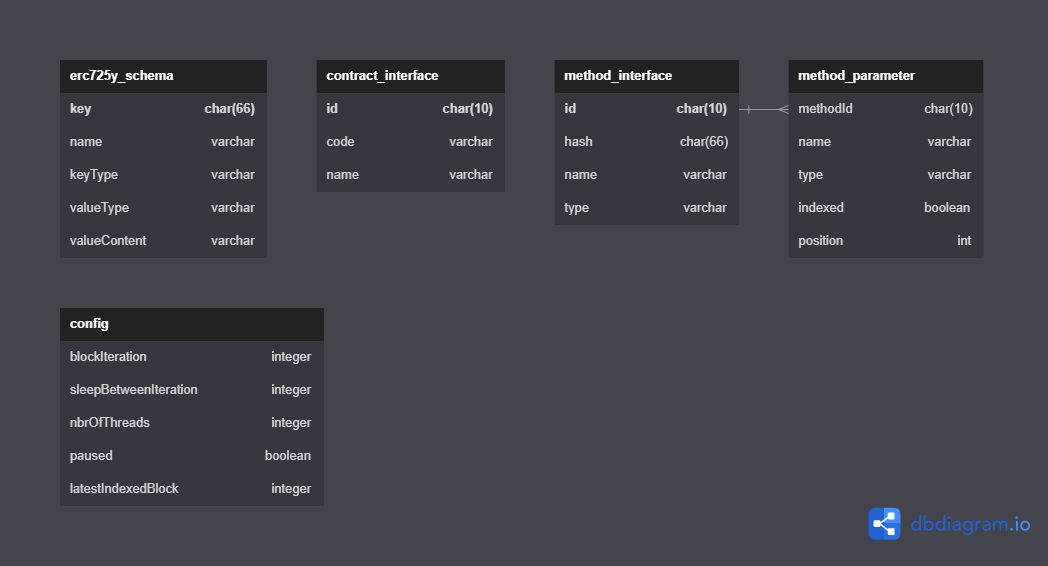 erc725y_schema
key char(66)
name varchar
keyType varchar
valueType varchar
valueContent varchar
contract_interface
id char(10)
code varchar
name varchar
method_interface
id char(10)
hash char(66)
name varchar
type varchar
method_parameter
methodId char(10)
name varchar
type varchar
indexed boolean
position int
config
blockIteration integer
sleepBetweenIteration integer
nbrOfThreads integer
paused boolean
latestIndexedBlock integer
dbdiagram.io